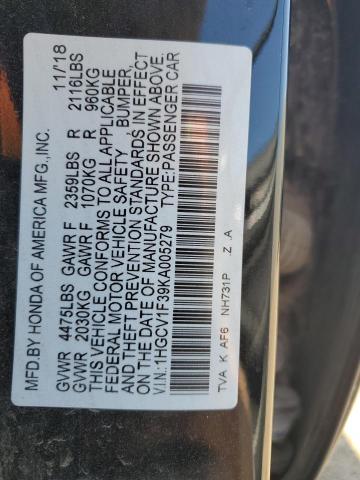 MFD.BY HONDA OF AMERICA MFG.,INC. 11/18
GVWR 4475LBS GAWR F 2359LBS R 2116LBS
GVWR 2030KG GAWR F 1070KG R 960KG
THIS VEHICLE CONFORMS TO ALL APPLICABLE
FEDERAL MOTOR VEHICLE SAFETY, BUMPER,
AND THEFT PREVENTION STANDARDS IN EFFECT
ON THE DATE OF MANUFACTURE SHOWN ABOVE.
V.I.N.: 1HGCV1F39KA005279 TYPE:PASSENGER CAR
TVA K AF6 NH731P Z .A